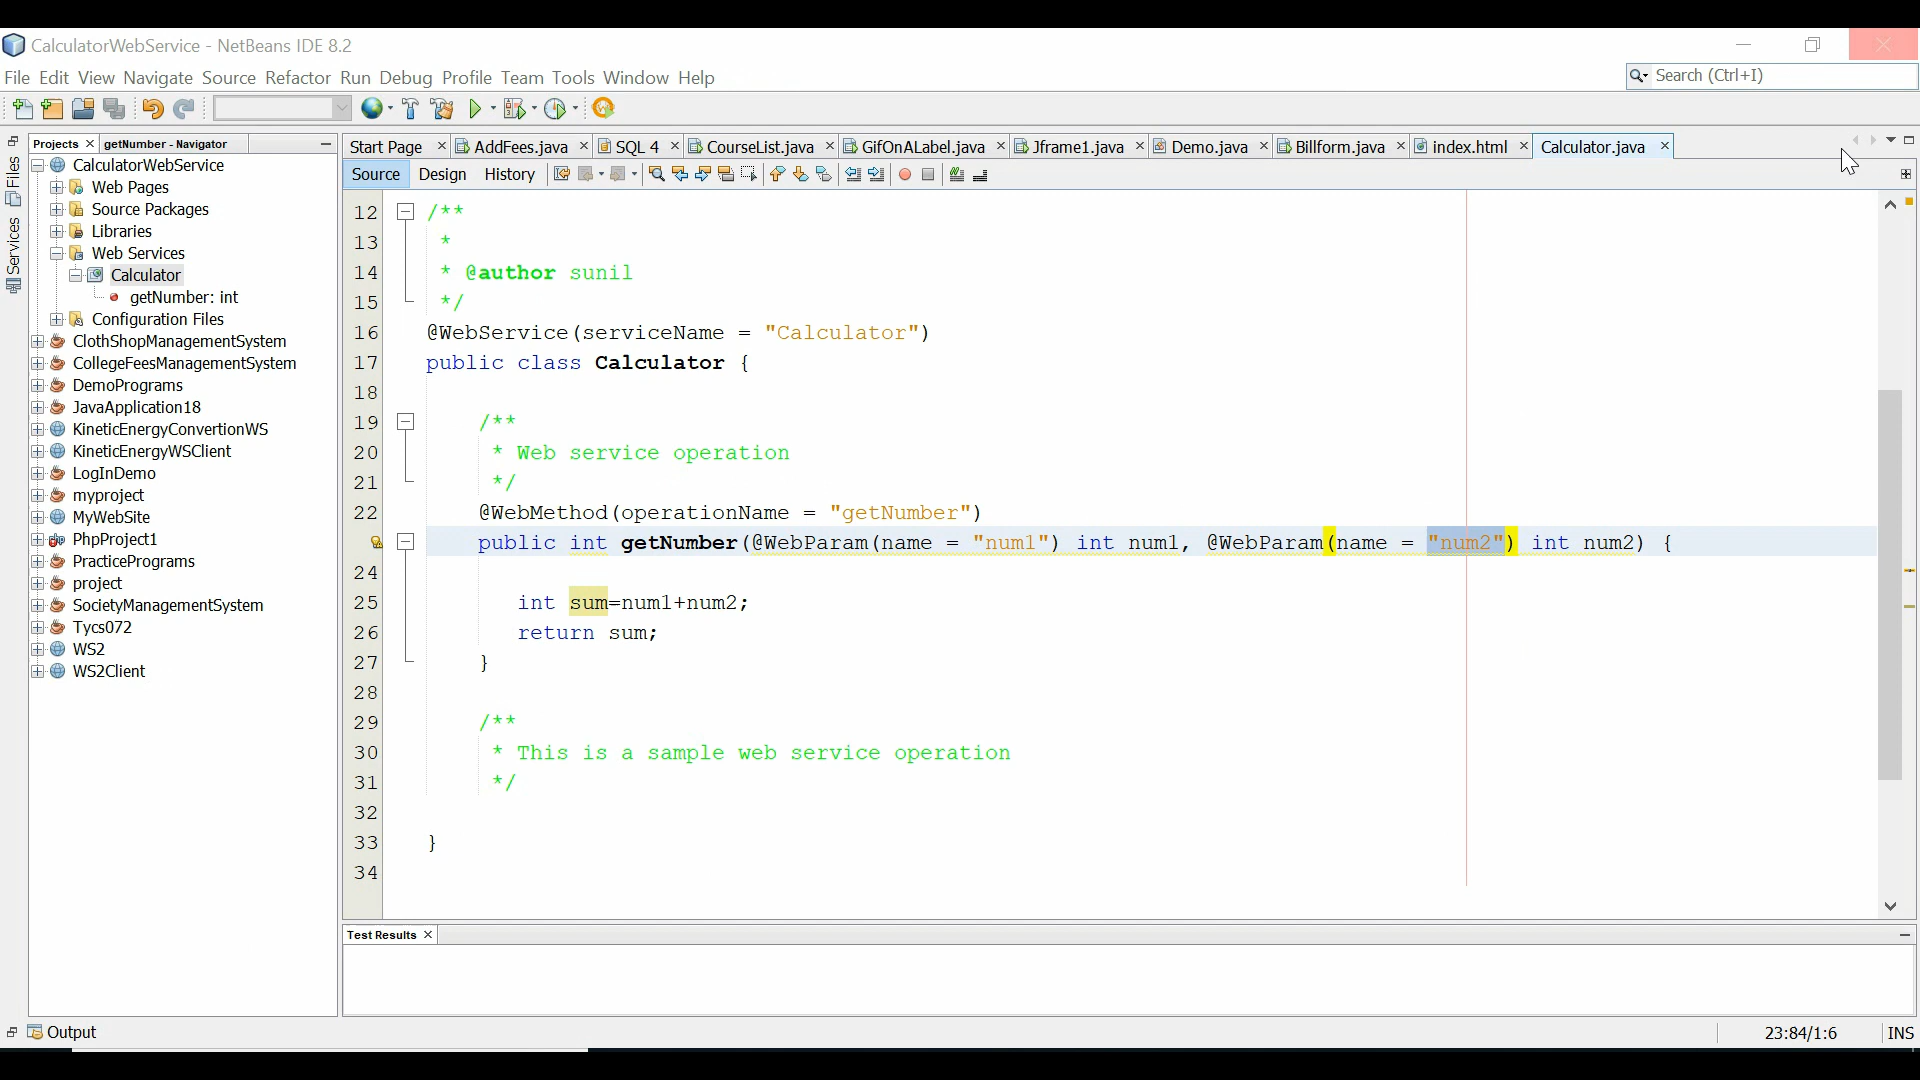 CalculatorWebService - NetBeans IDE 8.2
File Edit View Navigate Source Refactor Run Debug Profile Team Tools Window Help
Search (Ctrl+I)
Projects getNumber - Navigator
Start Page AddFees.java SQL 4 CourseList.java GifOnALabel.java Jframe1.java Demo.java Billform.java index.html Calculator.java
Source Design History
Files
Services
CalculatorWebService
Web Pages
Source Packages
Libraries
Web Services
Calculator
getNumber: int
Configuration Files
ClothShopManagementSystem
CollegeFeesManagementSystem
DemoPrograms
JavaApplication18
KineticEnergyConvertionWS
KineticEnergyWSClient
LogInDemo
myproject
MyWebSite
PhpProject1
PracticePrograms
project
SocietyManagementSystem
Tycs072
WS2
WS2Client
12 /**
13 *
14 * @author sunil
15 */
16 @WebService(serviceName = "Calculator")
17 public class Calculator {
18
19 /**
20 * Web service operation
21 */
22 @WebMethod(operationName = "getNumber")
public int getNumber(@WebParam(name = "num1") int num1, @WebParam(name = "num2") int num2) {
24
25 int sum=num1+num2;
26 return sum;
27 }
28
29 /**
30 * This is a sample web service operation
31 */
32
33 }
34
Test Results
Output
23:84/1:6 INS